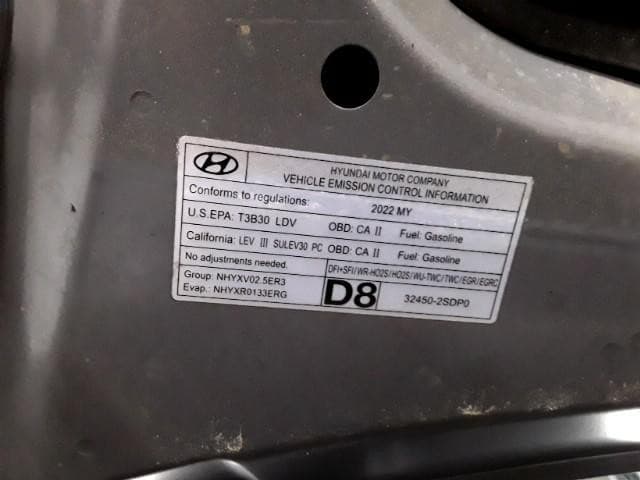 HYUNDAI MOTOR COMPANY
VEHICLE EMISSION CONTROL INFORMATION
Conforms to regulations: 2022 MY
U.S.EPA: T3B30 LDV OBD: CA II Fuel: Gasoline
California: LEV III SULEV30 PC OBD: CA II Fuel: Gasoline
No adjustments needed. DFI+SFI/WR-HO2S/HO2S/WU-TWC/TWC/EGR/EGRC
Group: NHYXV02.5ER3
Evap.: NHYXR0133ERG
D8
32450-2SDP0